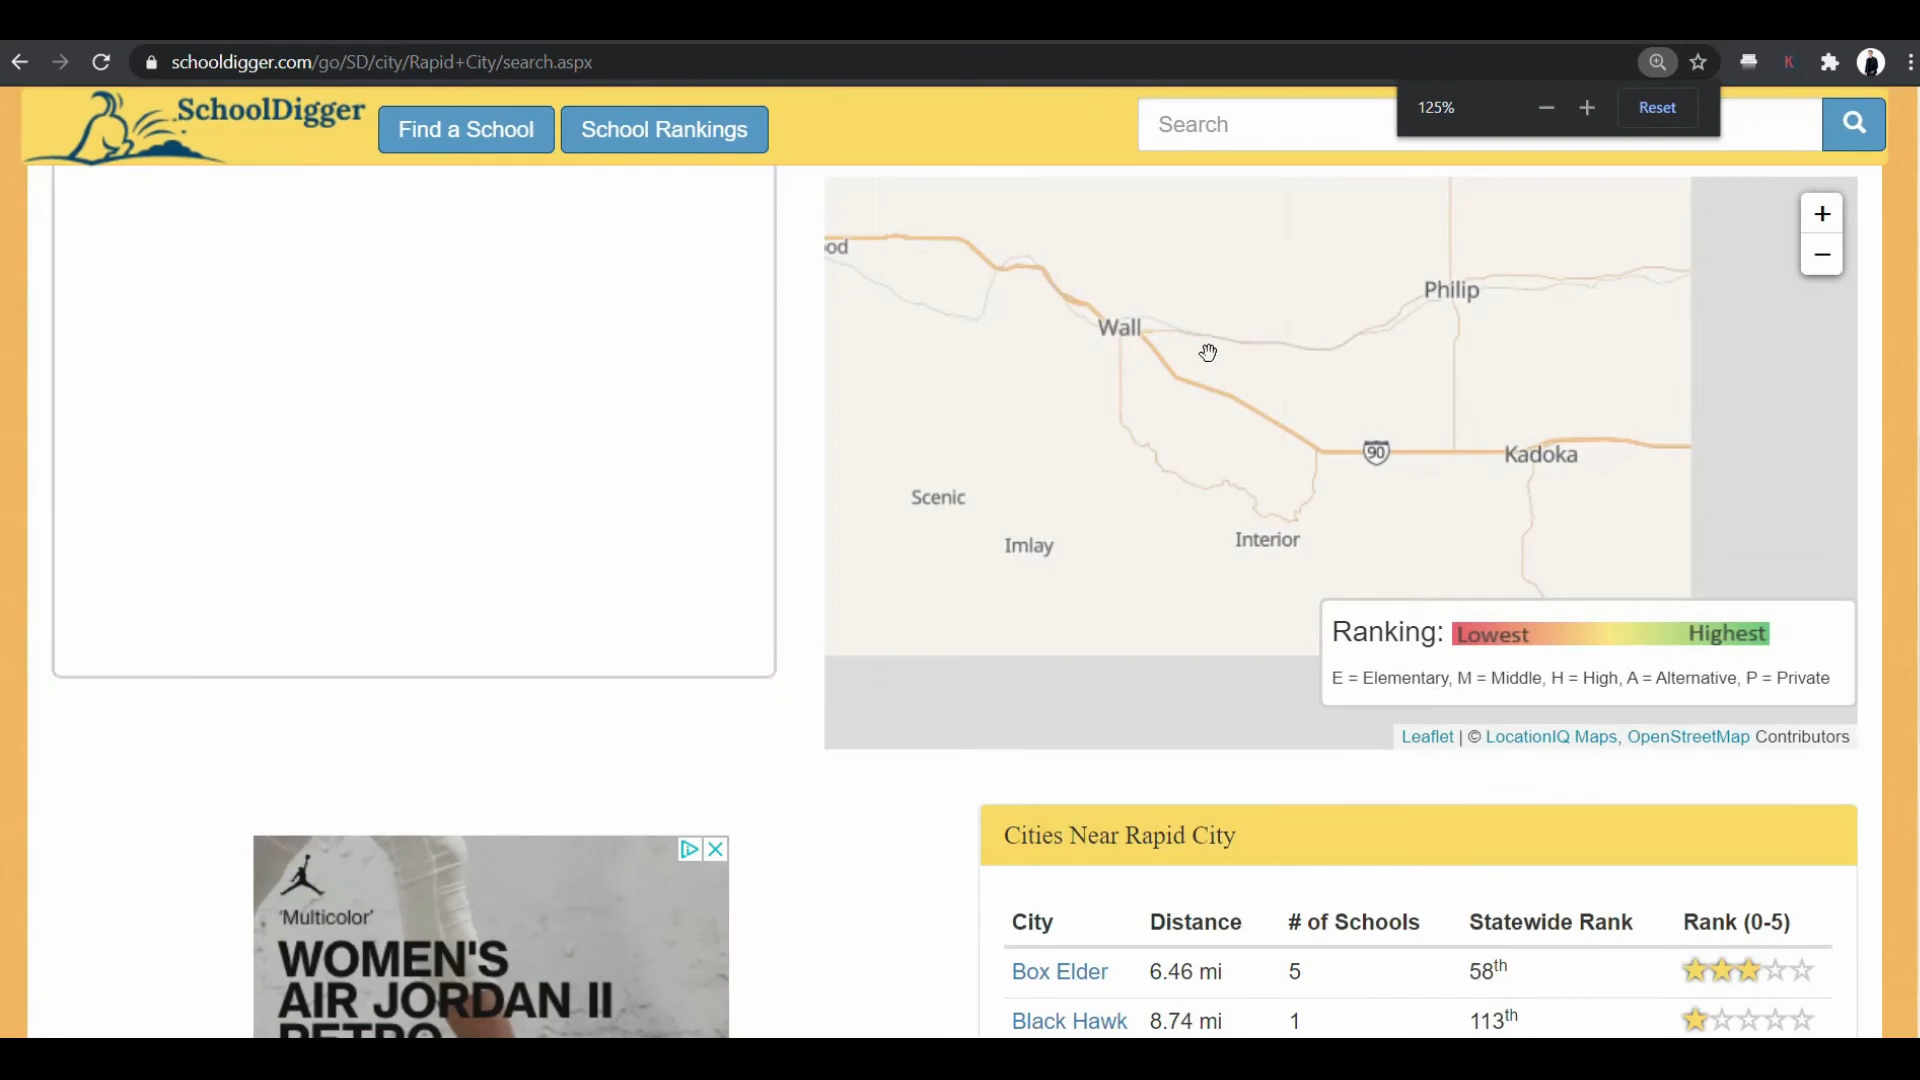 schooldigger.com/go/SD/city/Rapid+City/search.aspx
K
125%
Reset
SchoolDigger
Find a School
School Rankings
Search
od
Wall
Philip
90
Kadoka
Scenic
Imlay
Interior
+
−
Ranking: Lowest Highest
E = Elementary, M = Middle, H = High, A = Alternative, P = Private
Leaflet | © LocationIQ Maps, OpenStreetMap Contributors
'Multicolor'
WOMEN'S
AIR JORDAN II
RETRO
Cities Near Rapid City
City Distance # of Schools Statewide Rank Rank (0-5)
Box Elder 6.46 mi 5 58th
Black Hawk 8.74 mi 1 113th